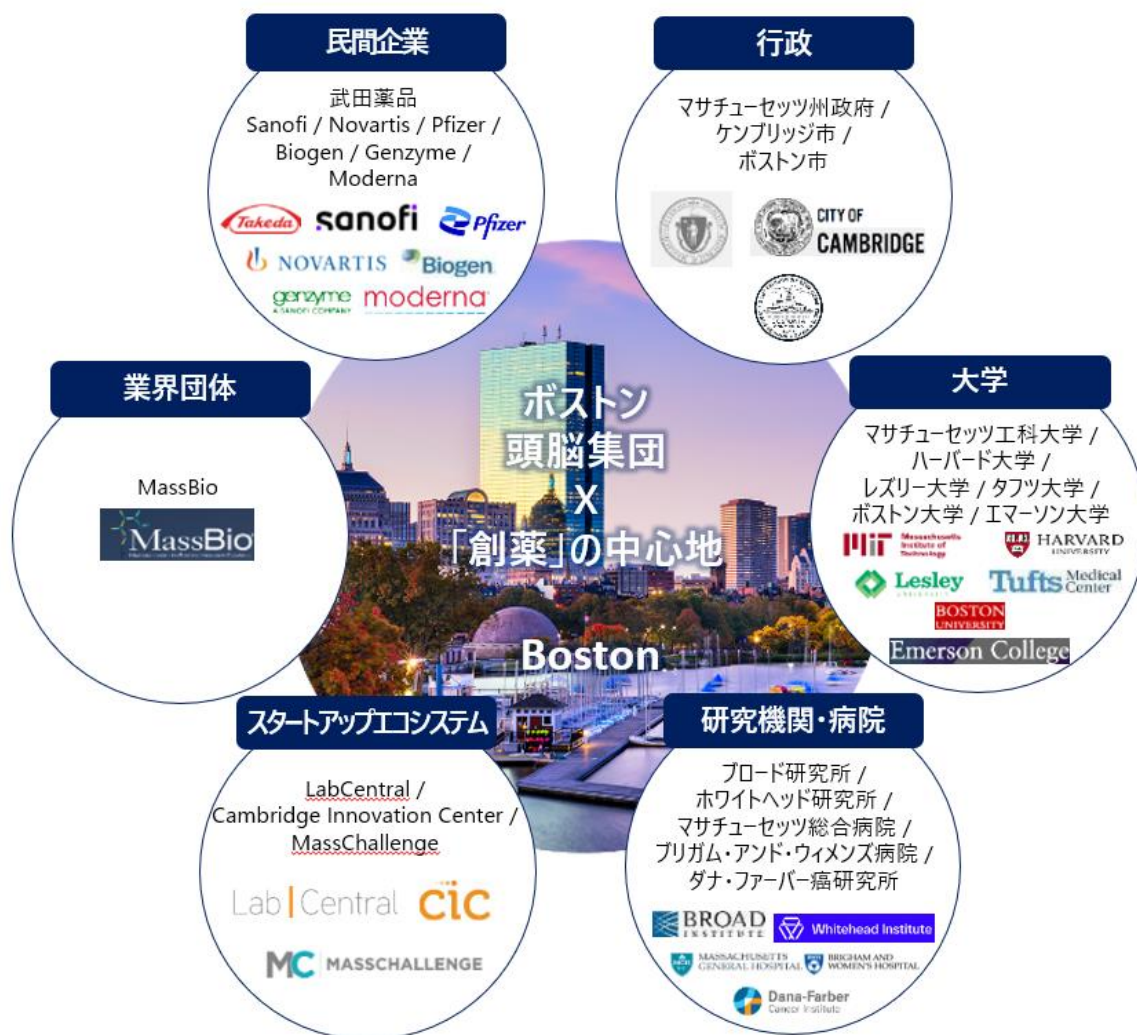 民間企業
武田薬品
Sanofi / Novartis / Pfizer /
Biogen / Genzyme /
Moderna
Takeda
sanofi
Pfizer
NOVARTIS
Biogen
genzyme
A SANOFI COMPANY
moderna
行政
マサチューセッツ州政府 /
ケンブリッジ市 /
ボストン市
CITY OF
CAMBRIDGE
業界団体
MassBio
MassBio
ボストン
頭脳集団
X
「創薬」の中心地
Boston
大学
マサチューセッツ工科大学 /
ハーバード大学 /
レズリー大学 / タフツ大学 /
ボストン大学 / エマーソン大学
MIT
Massachusetts
Institute of
Technology
HARVARD
UNIVERSITY
Lesley
UNIVERSITY
Tufts Medical
Center
BOSTON
UNIVERSITY
Emerson College
スタートアップエコシステム
LabCentral /
Cambridge Innovation Center /
MassChallenge
Lab|Central
CIC
MC MASSCHALLENGE
研究機関・病院
ブロード研究所 /
ホワイトヘッド研究所 /
マサチューセッツ総合病院 /
ブリガム・アンド・ウィメンズ病院 /
ダナ・ファーバー癌研究所
BROAD
INSTITUTE
Whitehead Institute
MASSACHUSETTS
GENERAL HOSPITAL
BRIGHAM AND
WOMEN'S HOSPITAL
Dana-Farber
Cancer Institute